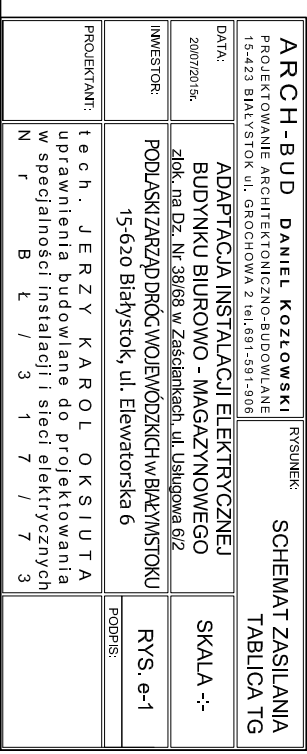 ARCH-BUD DANIEL KOZŁOWSKI
PROJEKTOWANIE ARCHITEKTONICZNO-BUDOWLANE
15-423 BIAŁYSTOK ul. GROCHOWA 2 tel.691-591-906
RYSUNEK:
SCHEMAT ZASILANIA
TABLICA TG
DATA:
20/07/2015r.
ADAPTACJA INSTALACJI ELEKTRYCZNEJ
BUDYNKU BIUROWO - MAGAZYNOWEGO
zlok. na Dz. Nr 38/68 w Zaściankach, ul. Usługowa 6/2
SKALA -:-
INWESTOR:
PODLASKI ZARZĄD DRÓG WOJEWÓDZKICH w BIAŁYMSTOKU
15-620 Białystok, ul. Elewatorska 6
RYS. e-1
PROJEKTANT:
tech. JERZY KAROL OKSIUTA
uprawnienia budowlane do projektowania
w specjalności instalacji i sieci elektrycznych
Nr BŁ/317/73
PODPIS: